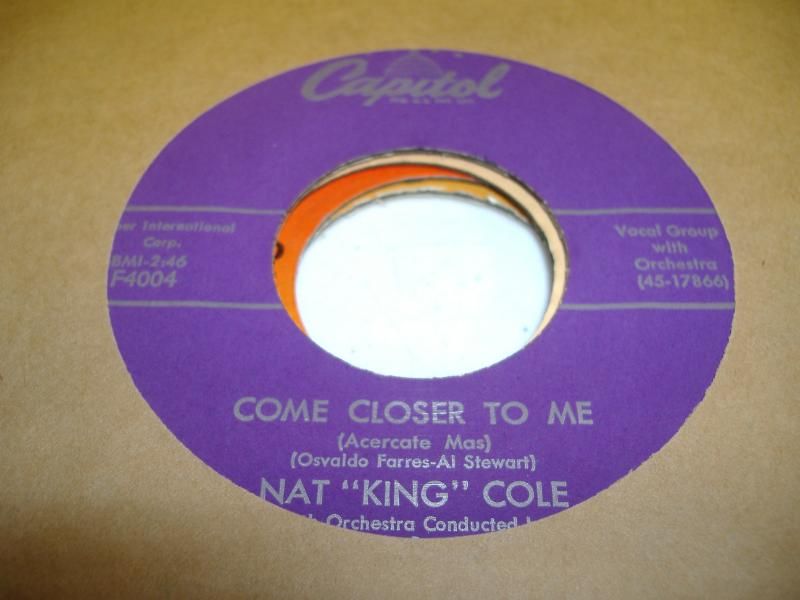 Capitol
International
Corp.
BMI-2:46
F4004
Vocal Group
with
Orchestra
(45-17866)
COME CLOSER TO ME
(Acercate Mas)
(Osvaldo Farres-Al Stewart)
NAT "KING" COLE
Orchestra Conducted